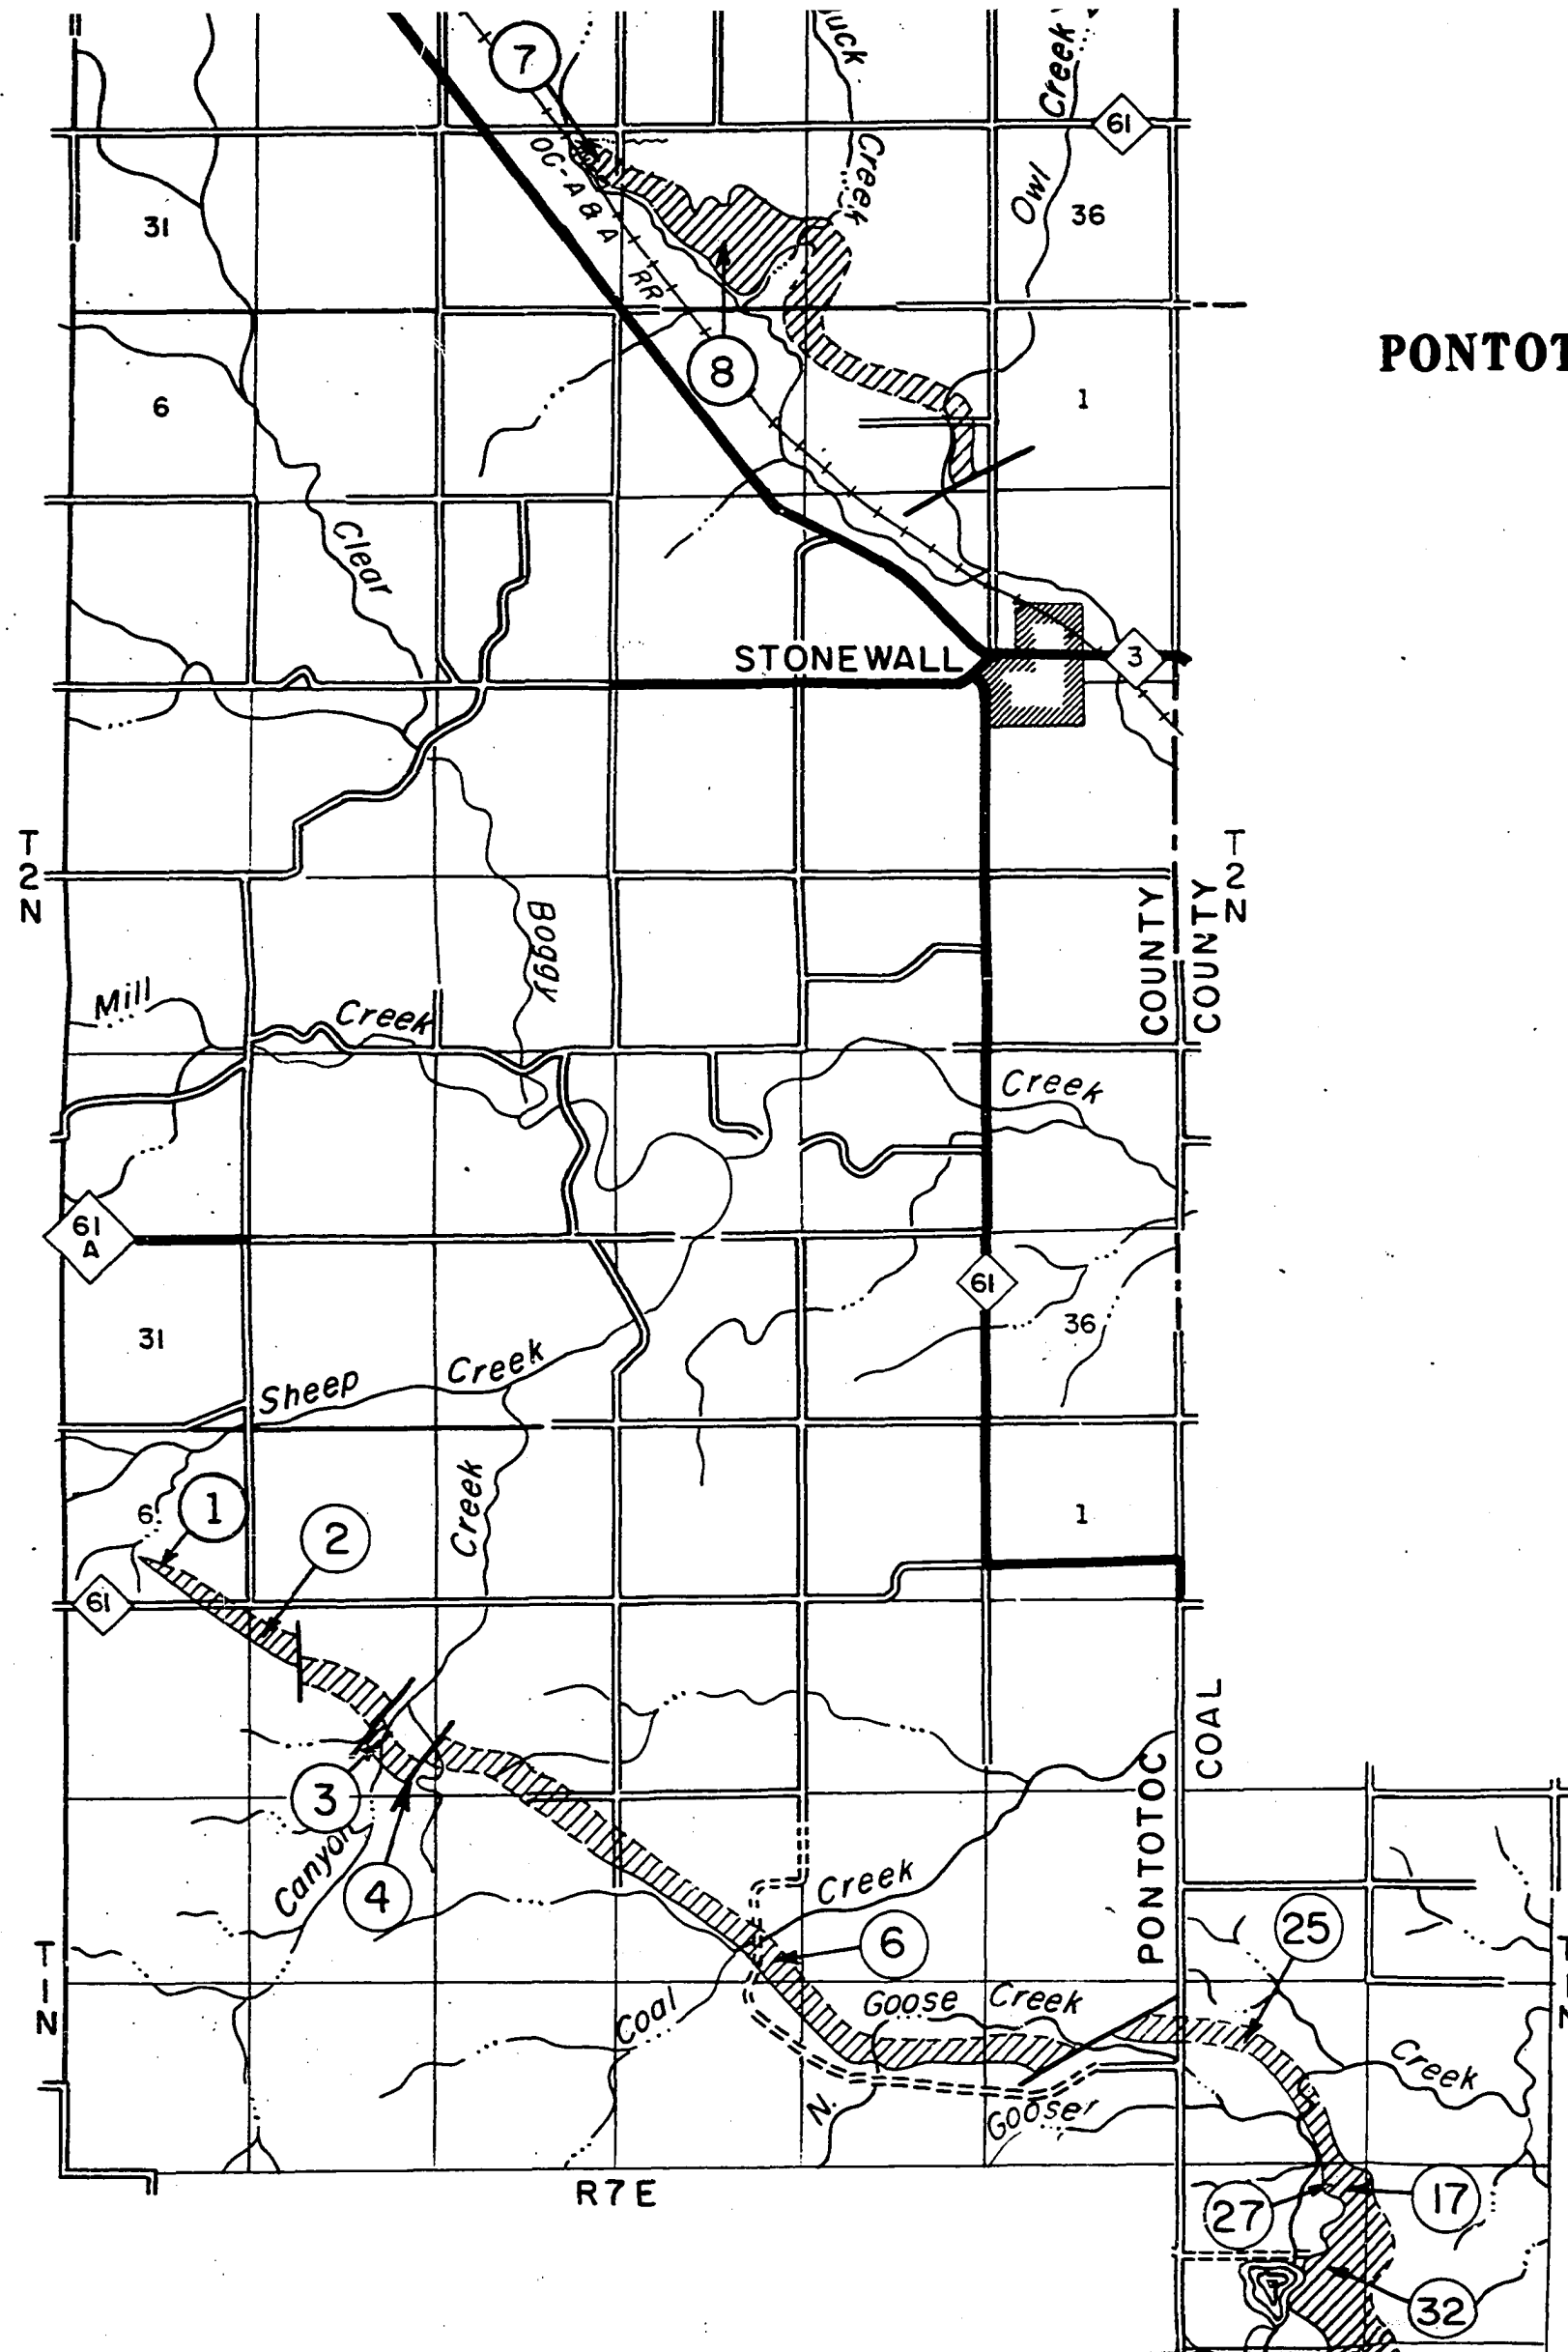 7
uck
Creek
Creek
61
OC-A & A RR
Owl
31
36
8
PONTOT
6
1
Clear
STONEWALL
3
T
2
N
T
2
N
COUNTY
COUNTY
Boggy
Mill
Creek
Creek
61
A
61
31
36
Sheep Creek
Creek
6
1
2
1
61
COAL
PONTOTOC
3
Canyon
4
Creek
6
25
T
1
N
T
1
N
Goose Creek
Coal
Creek
N.
Goose
R 7 E
27
17
32